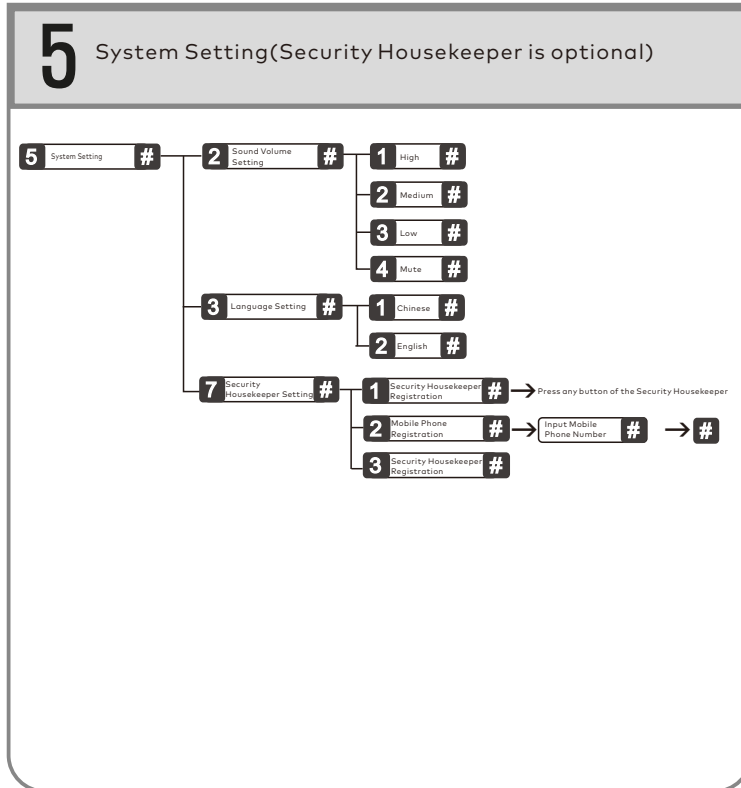 5 System Setting(Security Housekeeper is optional)
5 System Setting #
2 Sound Volume
Setting #
1 High #
2 Medium #
3 Low #
4 Mute #
3 Language Setting #
1 Chinese #
2 English #
7 Security
Housekeeper Setting #
1 Security Housekeeper
Registration # Press any button of the Security Housekeeper
2 Mobile Phone
Registration # Input Mobile
Phone Number # #
3 Security Housekeeper
Registration #